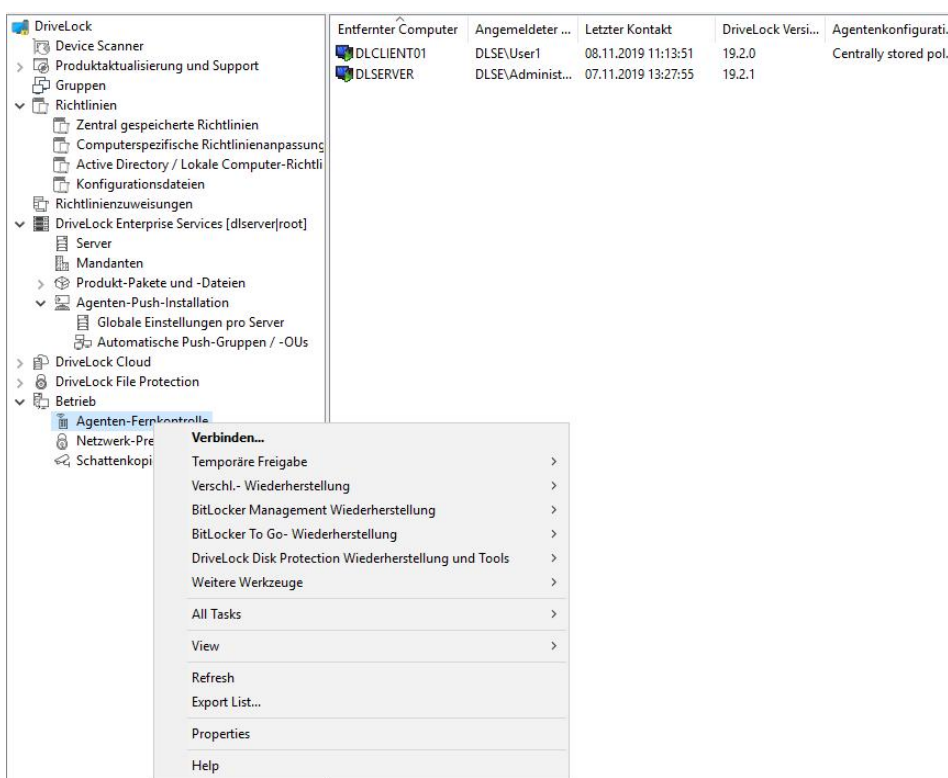 DriveLock
Device Scanner
Produktaktualisierung und Support
Gruppen
Richtlinien
Zentral gespeicherte Richtlinien
Computerspezifische Richtlinienanpassung
Active Directory / Lokale Computer-Richtli
Konfigurationsdateien
Richtlinienzuweisungen
DriveLock Enterprise Services [dlserver|root]
Server
Mandanten
Produkt-Pakete und -Dateien
Agenten-Push-Installation
Globale Einstellungen pro Server
Automatische Push-Gruppen / -OUs
DriveLock Cloud
DriveLock File Protection
Betrieb
Agenten-Fernkontrolle
Netzwerk-Pre
Schattenkopi
Entfernter Computer Angemeldeter ... Letzter Kontakt DriveLock Versi... Agentenkonfigurati.
DLCLIENT01 DLSE\User1 08.11.2019 11:13:51 19.2.0 Centrally stored pol.
DLSERVER DLSE\Administ... 07.11.2019 13:27:55 19.2.1
Verbinden...
Temporäre Freigabe
Verschl.- Wiederherstellung
BitLocker Management Wiederherstellung
BitLocker To Go- Wiederherstellung
DriveLock Disk Protection Wiederherstellung und Tools
Weitere Werkzeuge
All Tasks
View
Refresh
Export List...
Properties
Help